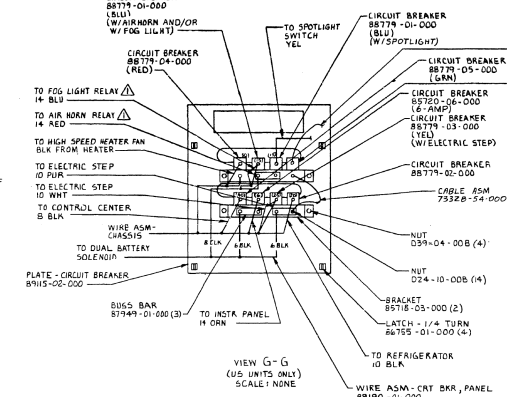 88779-01-000
(BLU)
(W/AIRHORN AND/OR
W/ FOG LIGHT)
CIRCUIT BREAKER
88779-04-000
(RED)
TO FOG LIGHT RELAY
14 BLU
TO AIR HORN RELAY
14 RED
TO HIGH SPEED HEATER FAN
BLK FROM HEATER
TO ELECTRIC STEP
10 PUR
TO ELECTRIC STEP
10 WHT
TO CONTROL CENTER
8 BLK
WIRE ASM-
CHASSIS
TO DUAL BATTERY
SOLENOID
PLATE - CIRCUIT BREAKER
89115-02-000
BUSS BAR
87949-01-000 (3)
TO INSTR PANEL
14 ORN
8 BLK
6 BLK
6 BLK
TO SPOTLIGHT
SWITCH
YEL
CIRCUIT BREAKER
88779-01-000
(BLU)
(W/SPOTLIGHT)
CIRCUIT BREAKER
88779-05-000
(GRN)
CIRCUIT BREAKER
85720-06-000
(6-AMP)
CIRCUIT BREAKER
88779-03-000
(YEL)
(W/ELECTRIC STEP)
CIRCUIT BREAKER
88779-02-000
CABLE ASM
73328-54-000
NUT
D39-04-00B (4)
NUT
D24-10-00B (14)
BRACKET
85718-03-000 (2)
LATCH - 1/4 TURN
86755-01-000 (4)
TO REFRIGERATOR
10 BLK
WIRE ASM - CRT BKR, PANEL
VIEW G-G
(US UNITS ONLY)
SCALE: NONE